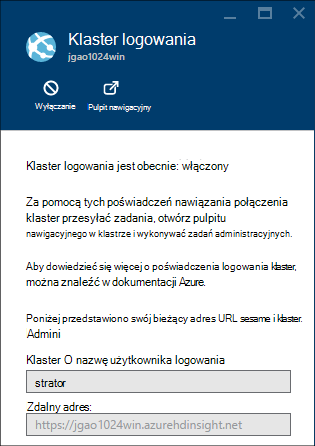 Klaster logowania
jgao1024win
Wyłączanie
Pulpit nawigacyjny
Klaster logowania jest obecnie: włączony
Za pomocą tych poświadczeń nawiązania połączenia
klaster przesyłać zadania, otwórz pulpitu
nawigacyjnego w klastrze i wykonywać zadań administracyjnych.
Aby dowiedzieć się więcej o poświadczenia logowania klaster,
można znaleźć w dokumentacji Azure.
Poniżej przedstawiono swój bieżący adres URL sesame i klaster.
Admini
Klaster O nazwę użytkownika logowania
strator
Zdalny adres:
https://jgao1024win.azurehdinsight.net